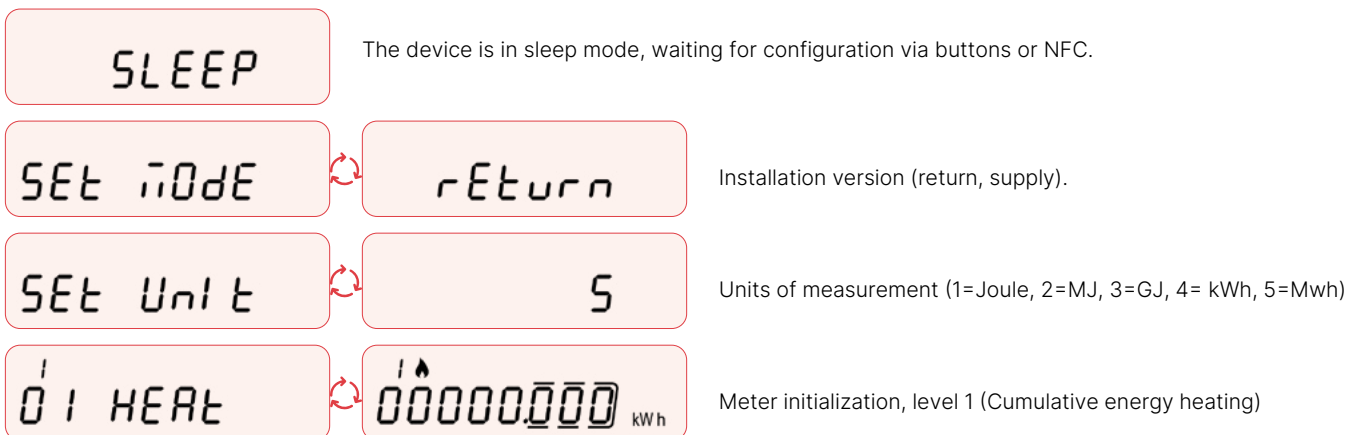 SLEEP
The device is in sleep mode, waiting for configuration via buttons or NFC.
SEt mOdE
rEturn
Installation version (return, supply).
SEt UnIt
5
Units of measurement (1=Joule, 2=MJ, 3=GJ, 4= kWh, 5=Mwh)
1
01 HEAt
1
00000.000 kWh
Meter initialization, level 1 (Cumulative energy heating)